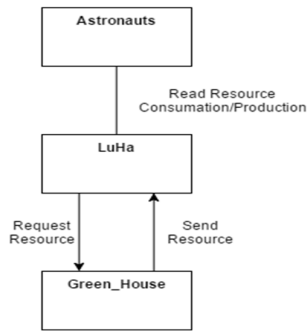 Astronauts
Read Resource
Consumation/Production
LuHa
Request
Resource
Send
Resource
Green_House